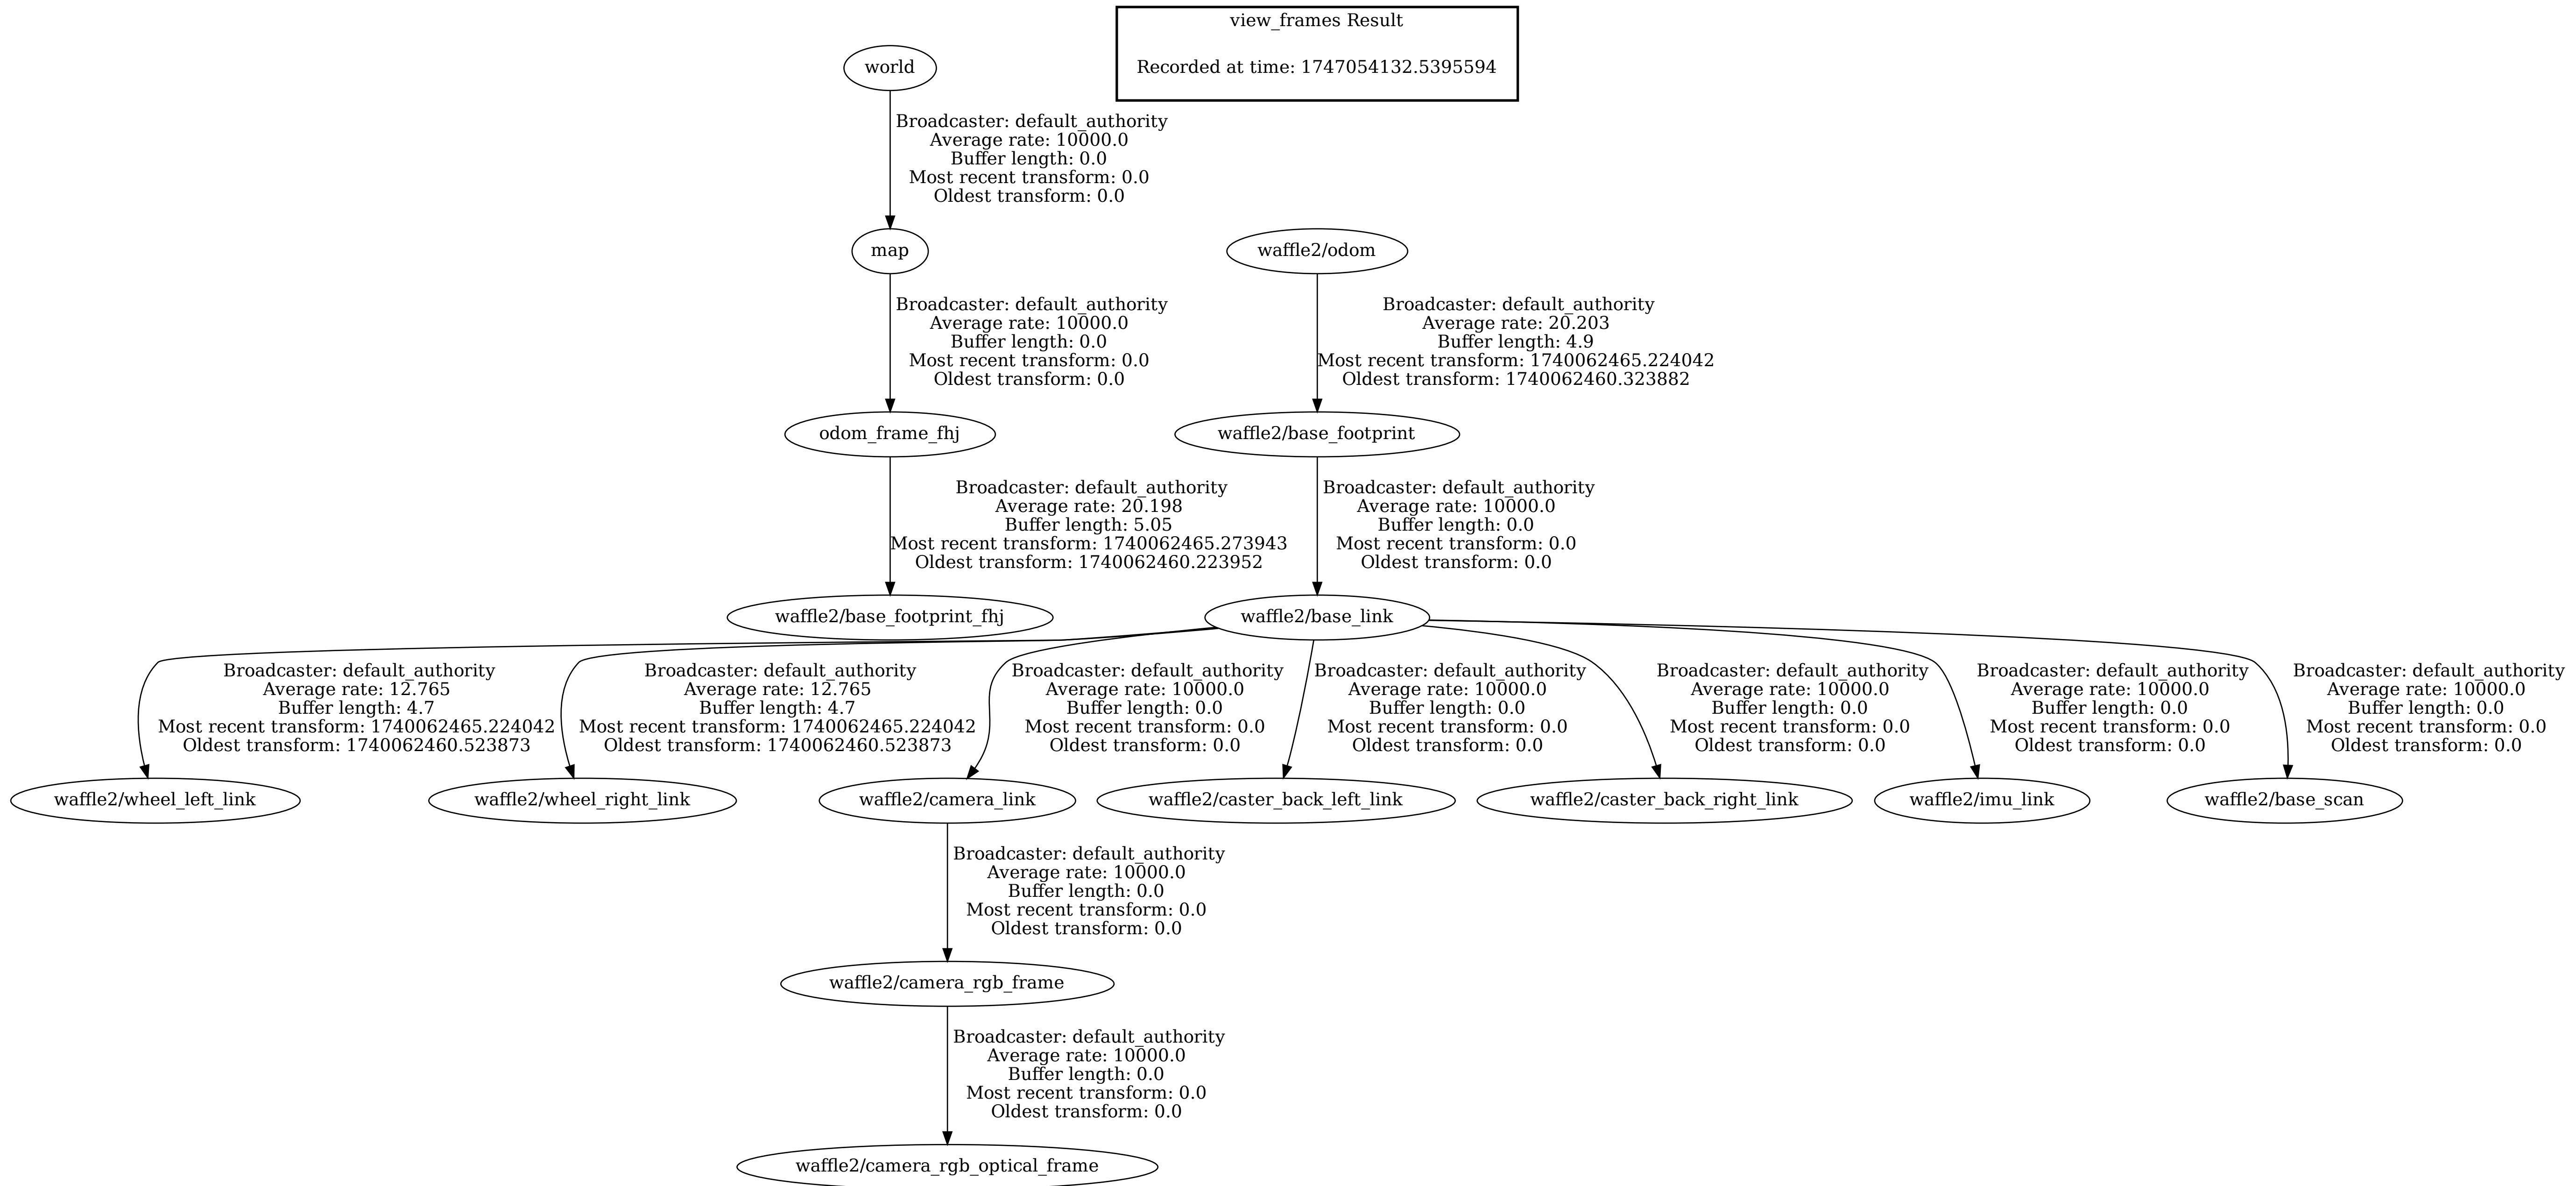 view_frames Result
Recorded at time: 1747054132.5395594
world
Broadcaster: default_authority
Average rate: 10000.0
Buffer length: 0.0
Most recent transform: 0.0
Oldest transform: 0.0
map
waffle2/odom
Broadcaster: default_authority
Average rate: 10000.0
Buffer length: 0.0
Most recent transform: 0.0
Oldest transform: 0.0
Broadcaster: default_authority
Average rate: 20.203
Buffer length: 4.9
Most recent transform: 1740062465.224042
Oldest transform: 1740062460.323882
odom_frame_fhj
waffle2/base_footprint
Broadcaster: default_authority
Average rate: 20.198
Buffer length: 5.05
Most recent transform: 1740062465.273943
Oldest transform: 1740062460.223952
Broadcaster: default_authority
Average rate: 10000.0
Buffer length: 0.0
Most recent transform: 0.0
Oldest transform: 0.0
waffle2/base_footprint_fhj
waffle2/base_link
Broadcaster: default_authority
Average rate: 12.765
Buffer length: 4.7
Most recent transform: 1740062465.224042
Oldest transform: 1740062460.523873
Broadcaster: default_authority
Average rate: 12.765
Buffer length: 4.7
Most recent transform: 1740062465.224042
Oldest transform: 1740062460.523873
Broadcaster: default_authority
Average rate: 10000.0
Buffer length: 0.0
Most recent transform: 0.0
Oldest transform: 0.0
Broadcaster: default_authority
Average rate: 10000.0
Buffer length: 0.0
Most recent transform: 0.0
Oldest transform: 0.0
Broadcaster: default_authority
Average rate: 10000.0
Buffer length: 0.0
Most recent transform: 0.0
Oldest transform: 0.0
Broadcaster: default_authority
Average rate: 10000.0
Buffer length: 0.0
Most recent transform: 0.0
Oldest transform: 0.0
Broadcaster: default_authority
Average rate: 10000.0
Buffer length: 0.0
Most recent transform: 0.0
Oldest transform: 0.0
waffle2/wheel_left_link
waffle2/wheel_right_link
waffle2/camera_link
waffle2/caster_back_left_link
waffle2/caster_back_right_link
waffle2/imu_link
waffle2/base_scan
Broadcaster: default_authority
Average rate: 10000.0
Buffer length: 0.0
Most recent transform: 0.0
Oldest transform: 0.0
waffle2/camera_rgb_frame
Broadcaster: default_authority
Average rate: 10000.0
Buffer length: 0.0
Most recent transform: 0.0
Oldest transform: 0.0
waffle2/camera_rgb_optical_frame